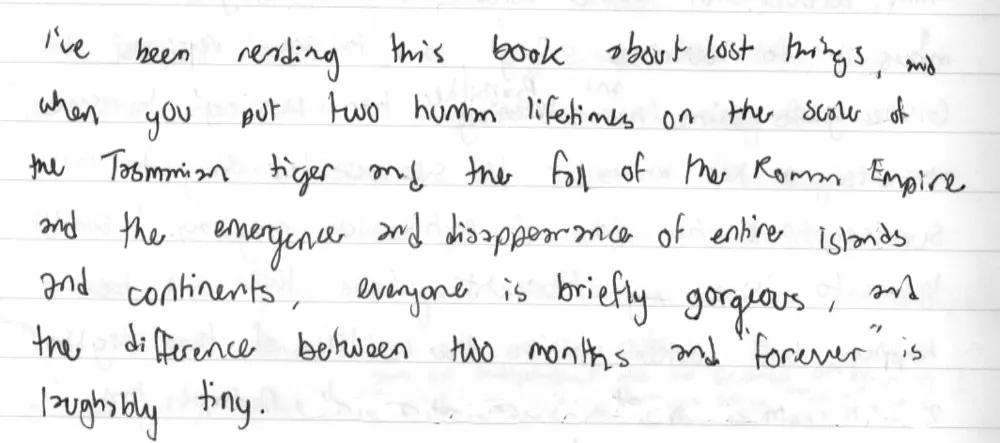 I've been reading this book about lost things, and
when you put two human lifetimes on the scale of
the Tasmanian tiger and the fall of the Roman Empire
and the emergence and disappearance of entire islands
and continents, everyone is briefly gorgeous, and
the difference between two months and "forever" is
laughably tiny.